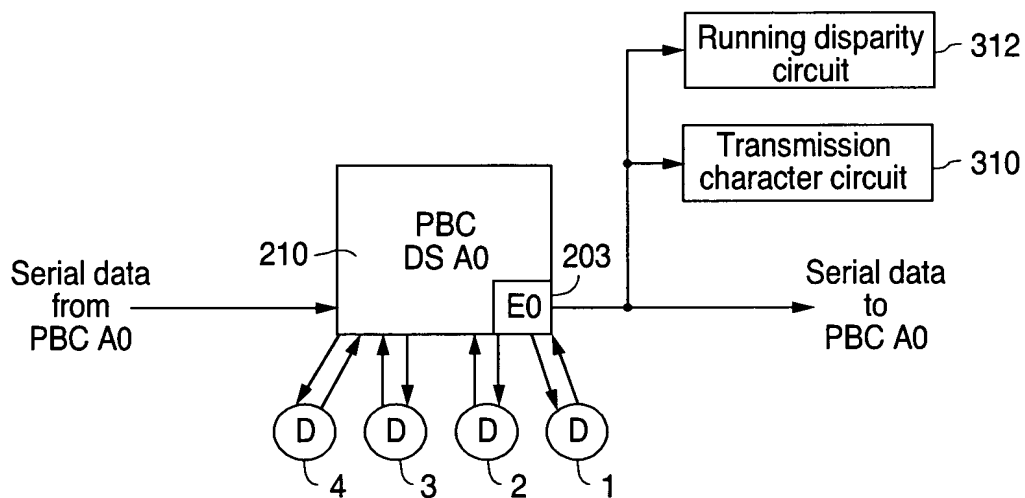 Running disparity
circuit
312
Transmission
character circuit
310
PBC
DS A0
210
203
E0
Serial data
from
PBC A0
Serial data
to
PBC A0
D
D
D
D
4
3
2
1